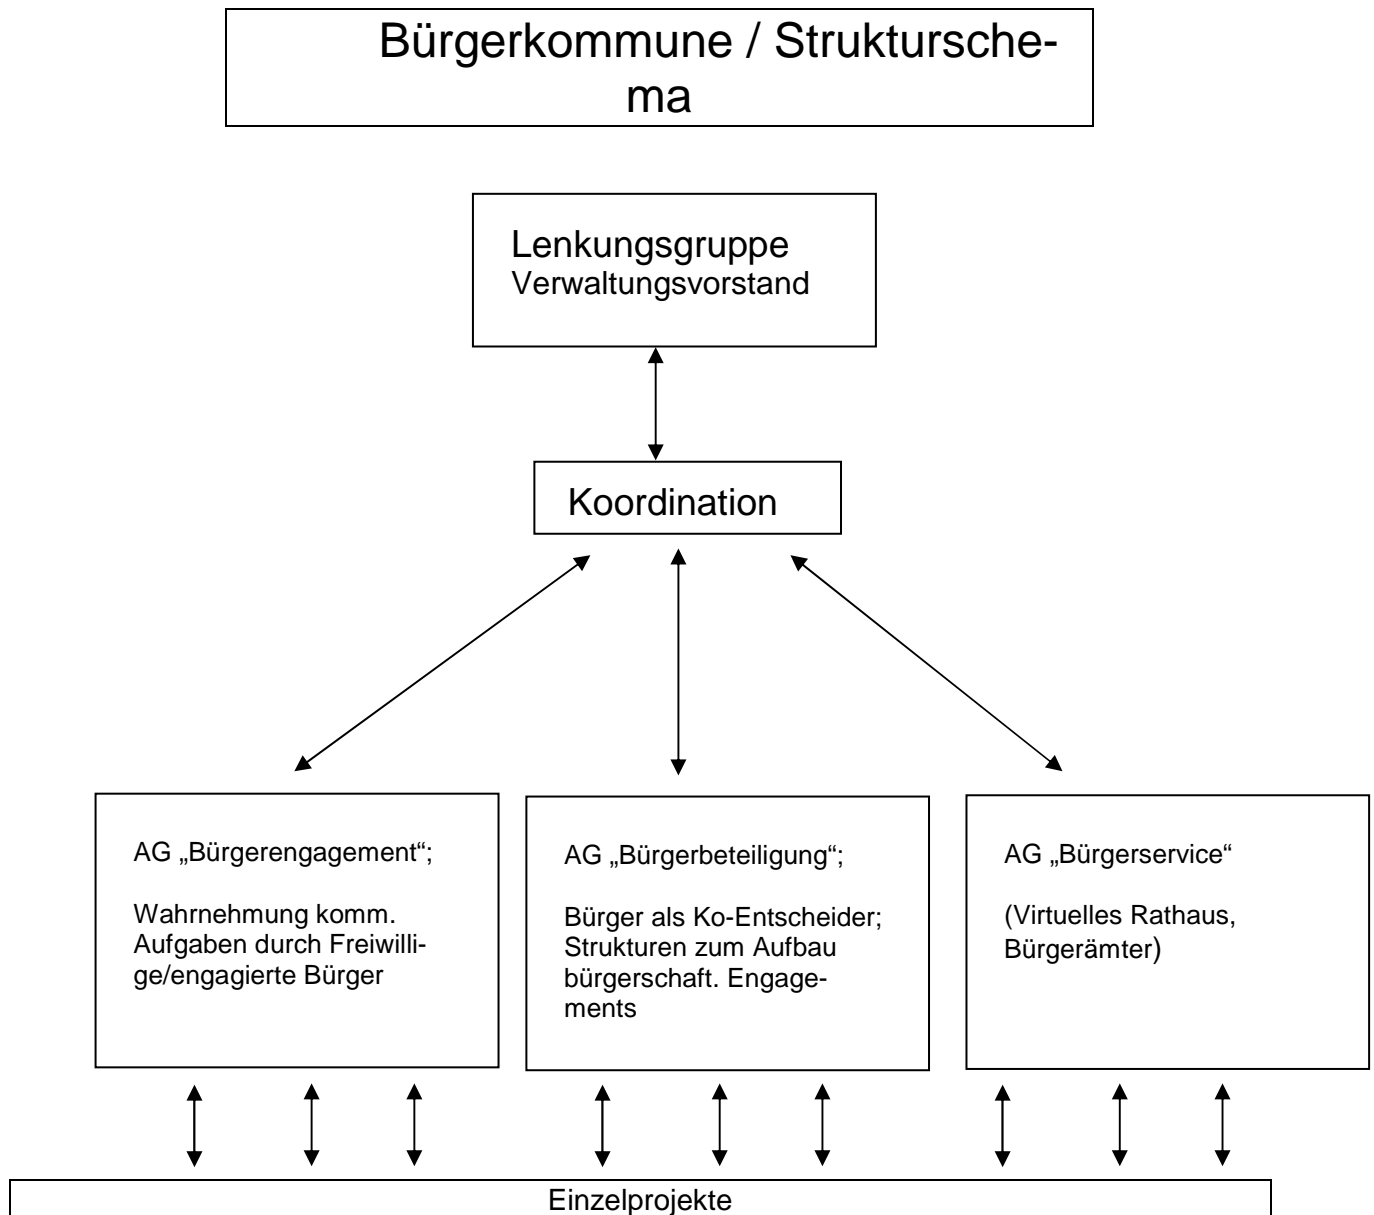 Bürgerkommune / Struktursche-
ma
Lenkungsgruppe
Verwaltungsvorstand
Koordination
AG „Bürgerengagement“;
Wahrnehmung komm.
Aufgaben durch Freiwilli-
ge/engagierte Bürger
AG „Bürgerbeteiligung“;
Bürger als Ko-Entscheider;
Strukturen zum Aufbau
bürgerschaft. Engage-
ments
AG „Bürgerservice“
(Virtuelles Rathaus,
Bürgerämter)
Einzelprojekte